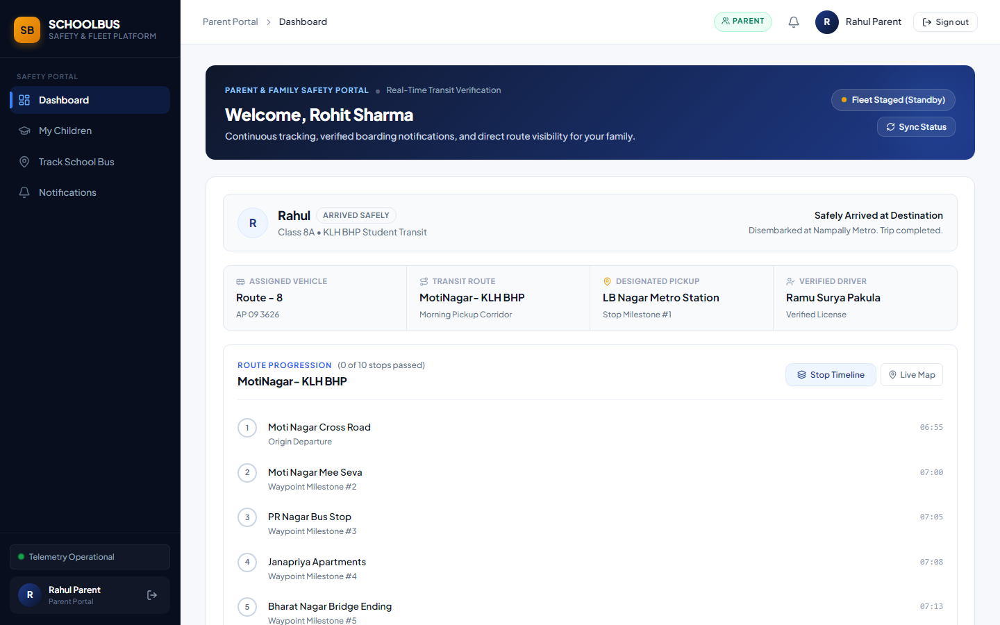 SB
SCHOOLBUS
SAFETY & FLEET PLATFORM
SAFETY PORTAL
Dashboard
My Children
Track School Bus
Notifications
Telemetry Operational
R
Rahul Parent
Parent Portal
Parent Portal > Dashboard
PARENT
R
Rahul Parent
Sign out
PARENT & FAMILY SAFETY PORTAL • Real-Time Transit Verification
Welcome, Rohit Sharma
Continuous tracking, verified boarding notifications, and direct route visibility for your family.
Fleet Staged (Standby)
Sync Status
R
Rahul ARRIVED SAFELY
Class 8A • KLH BHP Student Transit
Safely Arrived at Destination
Disembarked at Nampally Metro. Trip completed.
ASSIGNED VEHICLE
Route - 8
AP 09 3626
TRANSIT ROUTE
MotiNagar- KLH BHP
Morning Pickup Corridor
DESIGNATED PICKUP
LB Nagar Metro Station
Stop Milestone #1
VERIFIED DRIVER
Ramu Surya Pakula
Verified License
ROUTE PROGRESSION (0 of 10 stops passed)
MotiNagar- KLH BHP
Stop Timeline
Live Map
1 Moti Nagar Cross Road 06:55
Origin Departure
2 Moti Nagar Mee Seva 07:00
Waypoint Milestone #2
3 PR Nagar Bus Stop 07:05
Waypoint Milestone #3
4 Janapriya Apartments 07:08
Waypoint Milestone #4
5 Bharat Nagar Bridge Ending 07:13
Waypoint Milestone #5